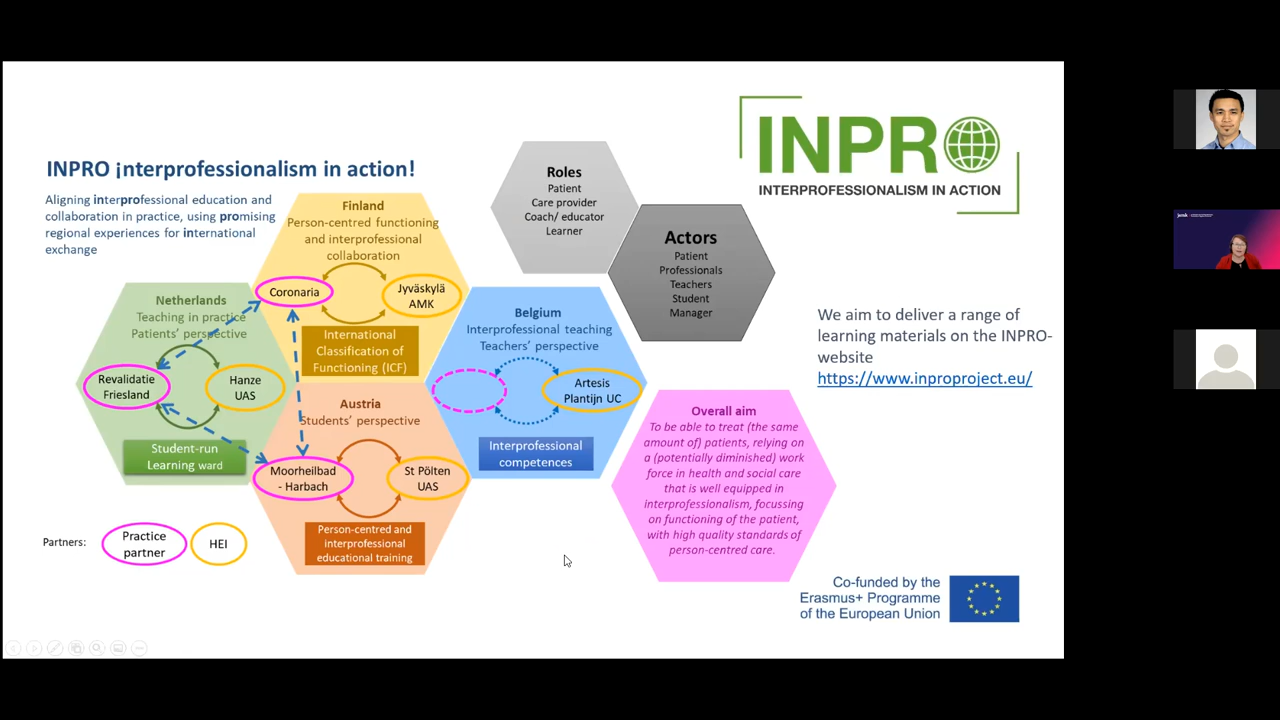 INPRO ¡nterprofessionalism in action!
Aligning interprofessional education and
collaboration in practice, using promising
regional experiences for international
exchange
Finland
Person-centred functioning
and interprofessional
collaboration
Coronaria
Jyväskylä
AMK
International
Classification of
Functioning (ICF)
Netherlands
Teaching in practice
Patients' perspective
Revalidatie
Friesland
Hanze
UAS
Student-run
Learning ward
Austria
Students' perspective
Moorheilbad
- Harbach
St Pölten
UAS
Person-centred and
interprofessional
educational training
Belgium
Interprofessional teaching
Teachers' perspective
Artesis
Plantijn UC
Interprofessional
competences
Roles
Patient
Care provider
Coach/ educator
Learner
Actors
Patient
Professionals
Teachers
Student
Manager
INPRO
INTERPROFESSIONALISM IN ACTION
We aim to deliver a range of
learning materials on the INPRO-
website
https://www.inproproject.eu/
Overall aim
To be able to treat (the same
amount of) patients, relying on
a (potentially diminished) work
force in health and social care
that is well equipped in
interprofessionalism, focussing
on functioning of the patient,
with high quality standards of
person-centred care.
Partners:
Practice
partner
HEI
Co-funded by the
Erasmus+ Programme
of the European Union
jamk